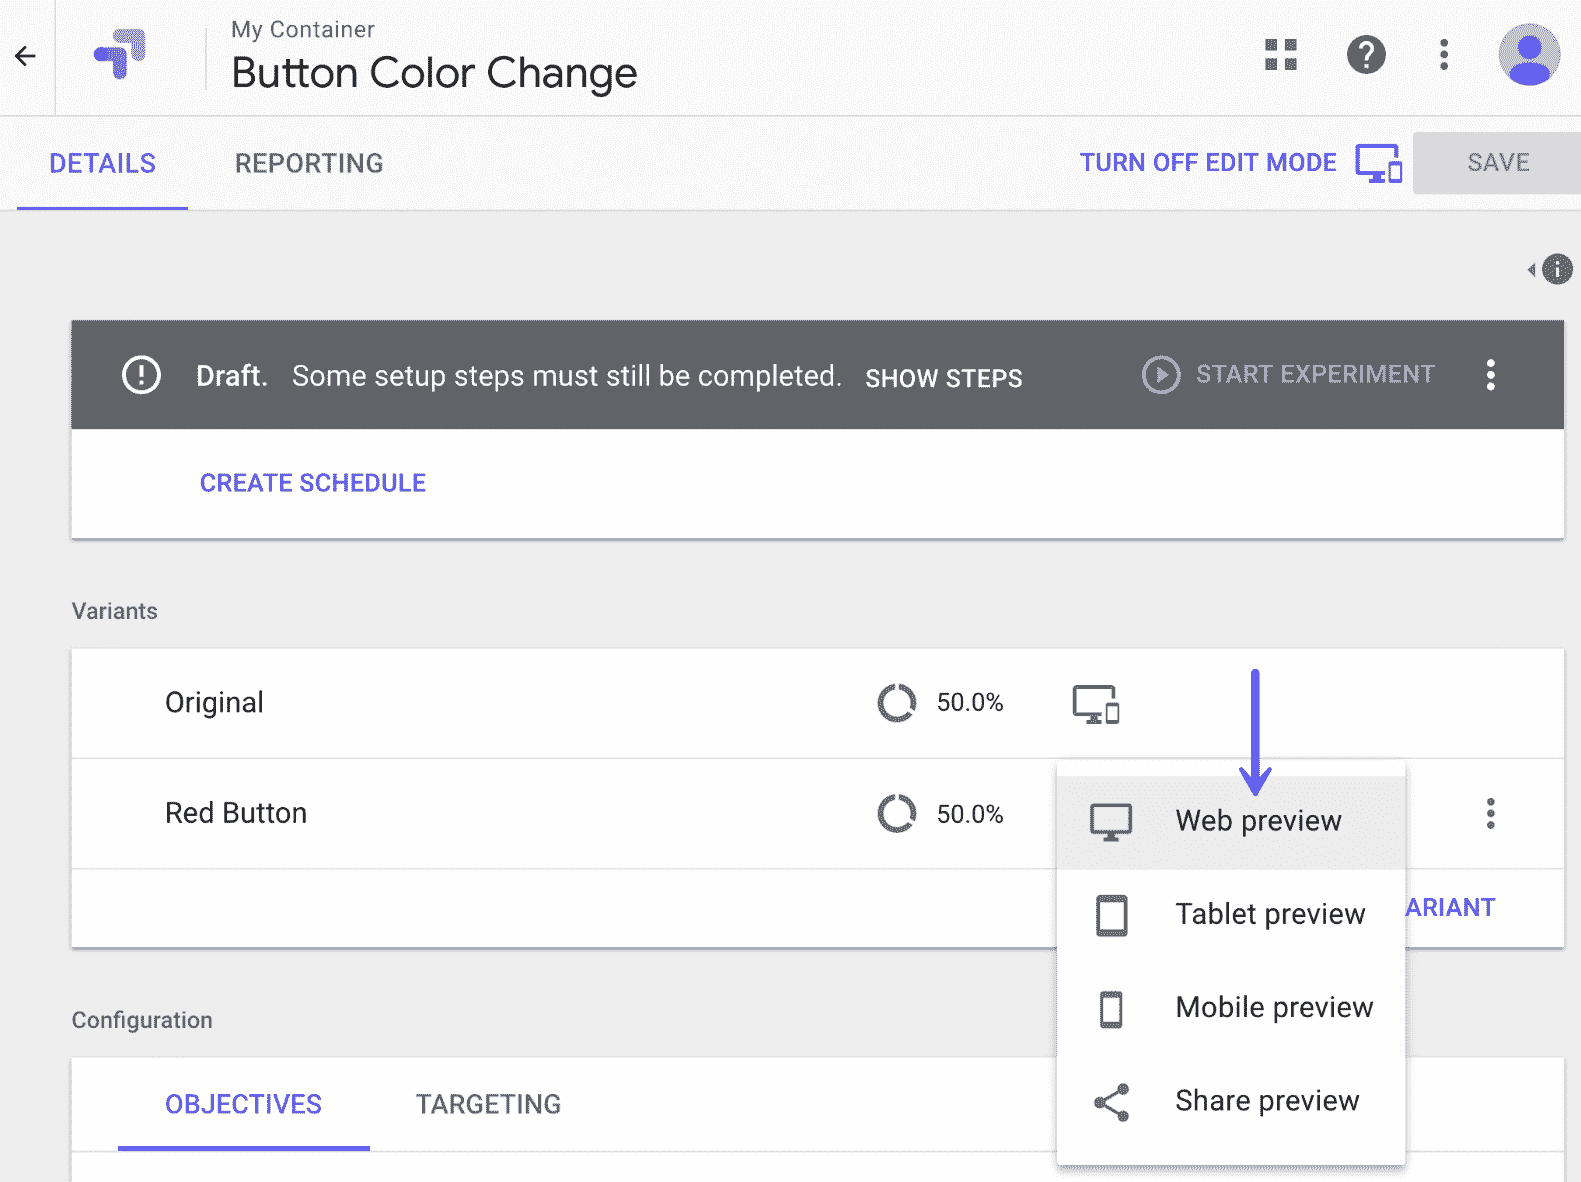 My Container
Button Color Change
DETAILS REPORTING TURN OFF EDIT MODE SAVE
Draft. Some setup steps must still be completed. SHOW STEPS START EXPERIMENT
CREATE SCHEDULE
Variants
Original 50.0%
Red Button 50.0%
Web preview
Tablet preview
ARIANT
Mobile preview
Share preview
Configuration
OBJECTIVES TARGETING